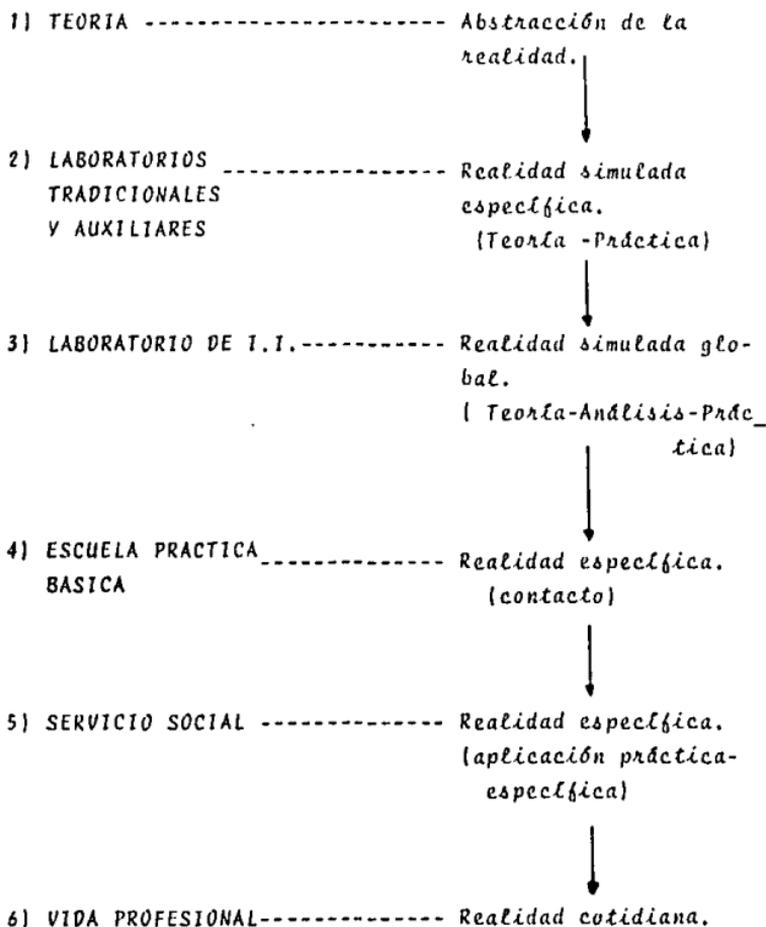 1) TEORIA ---------------------- Abstracción de la
realidad.
2) LABORATORIOS
TRADICIONALES
Y AUXILIARES ---------------- Realidad simulada
específica.
(Teoría -Práctica)
3) LABORATORIO DE I.I.----------- Realidad simulada glo-
bal.
( Teoría-Análisis-Prác_
tica)
4) ESCUELA PRACTICA
BASICA ------------- Realidad específica.
(contacto)
5) SERVICIO SOCIAL -------------- Realidad específica.
(aplicación práctica-
específica)
6) VIDA PROFESIONAL-------------- Realidad cotidiana.